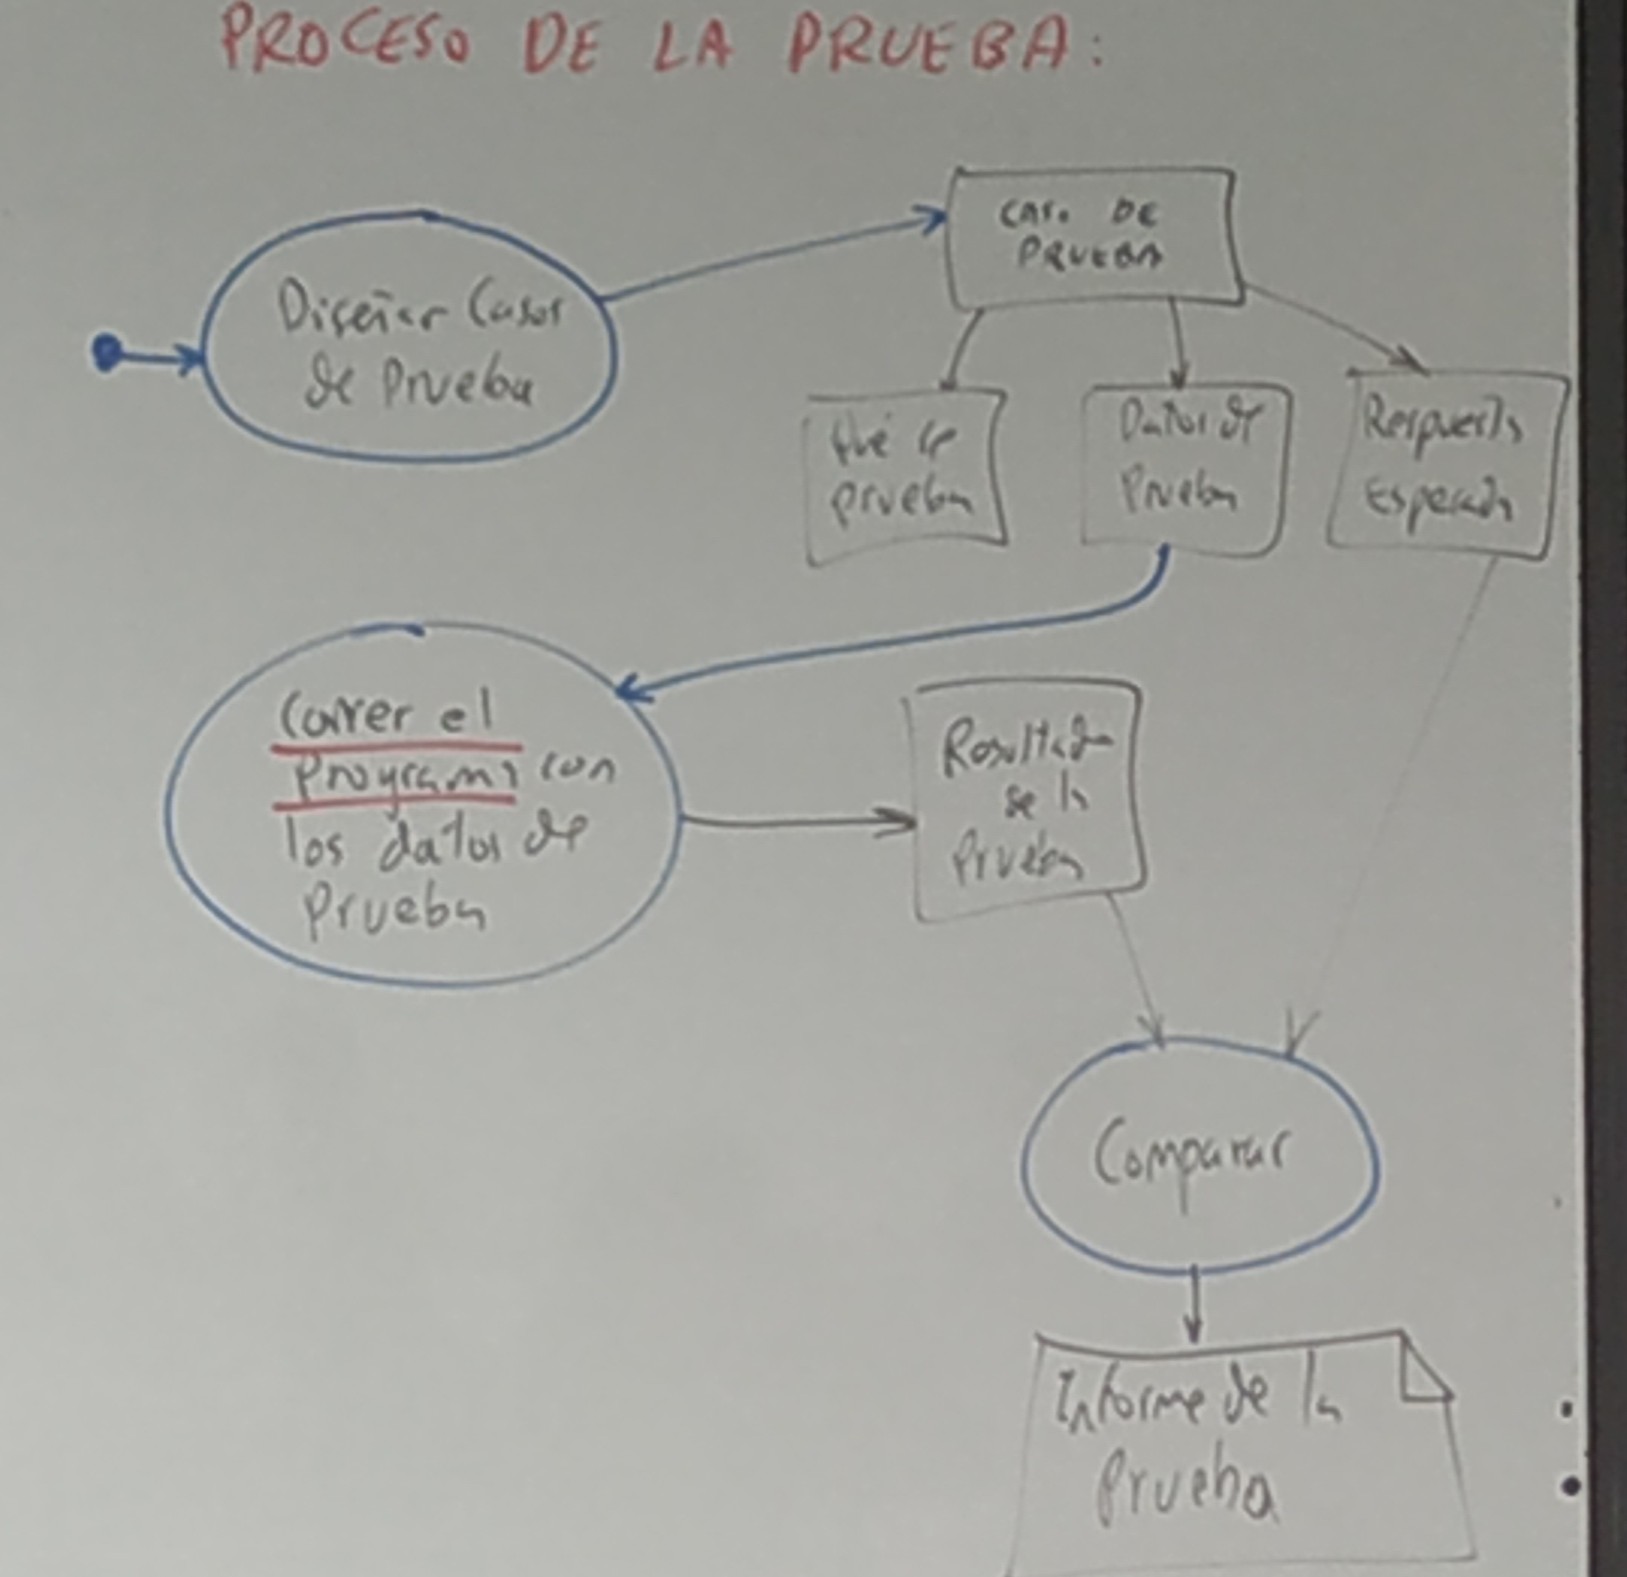 PROCESO DE LA PRUEBA:
CASO DE
PRUEBA
Diseñar Casos
de Prueba
Qué se
prueba
Datos de
Prueba
Respuesta
Esperada
Correr el
Programa con
los datos de
Prueba
Resultado
de la
Prueba
Comparar
Informe de la
Prueba